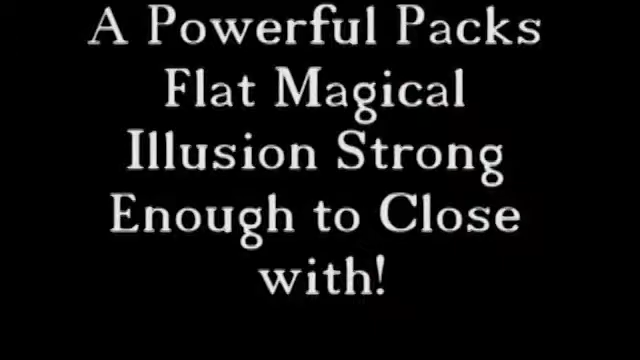 A Powerful Packs
Flat Magical
Illusion Strong
Enough to Close
with!